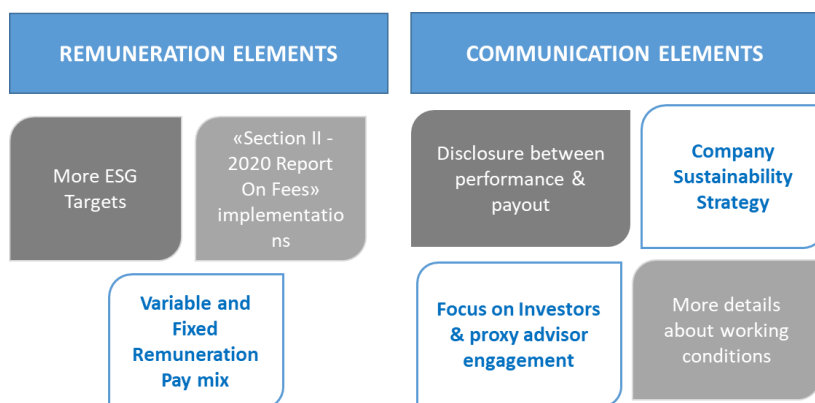 REMUNERATION ELEMENTS
More ESG
Targets
«Section II -
2020 Report
On Fees»
implementatio
ns
Variable and
Fixed
Remuneration
Pay mix
COMMUNICATION ELEMENTS
Disclosure between
performance &
payout
Company
Sustainability
Strategy
Focus on Investors
& proxy advisor
engagement
More details
about working
conditions